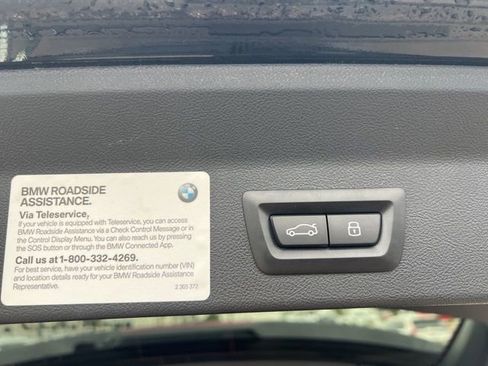 BMW ROADSIDE
ASSISTANCE.
Via Teleservice,
If your vehicle is equipped with Teleservice, you can access
BMW Roadside Assistance via a Check Control Message or in
the Control Display Menu. You can also reach us by pressing
the SOS button or through the BMW Connected App.
Call us at 1-800-332-4269.
For best service, have your vehicle identification number (VIN)
and location details ready for your BMW Roadside Assistance
Representative.
2 365 372